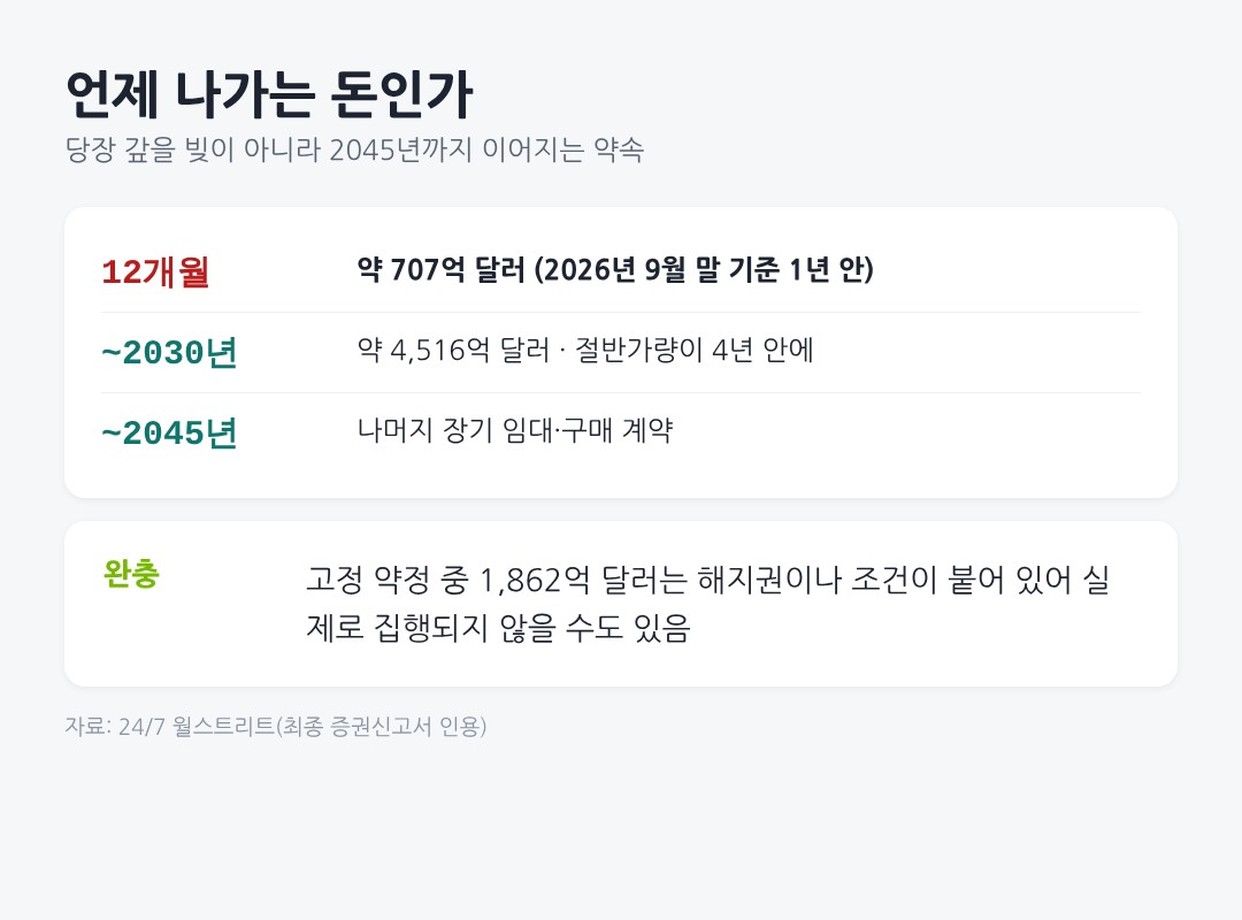 언제 나가는 돈인가
당장 갚을 빚이 아니라 2045년까지 이어지는 약속
12개월 약 707억 달러 (2026년 9월 말 기준 1년 안)
~2030년 약 4,516억 달러 · 절반가량이 4년 안에
~2045년 나머지 장기 임대·구매 계약
완충 고정 약정 중 1,862억 달러는 해지권이나 조건이 붙어 있어 실
제로 집행되지 않을 수도 있음
자료: 24/7 월스트리트(최종 증권신고서 인용)